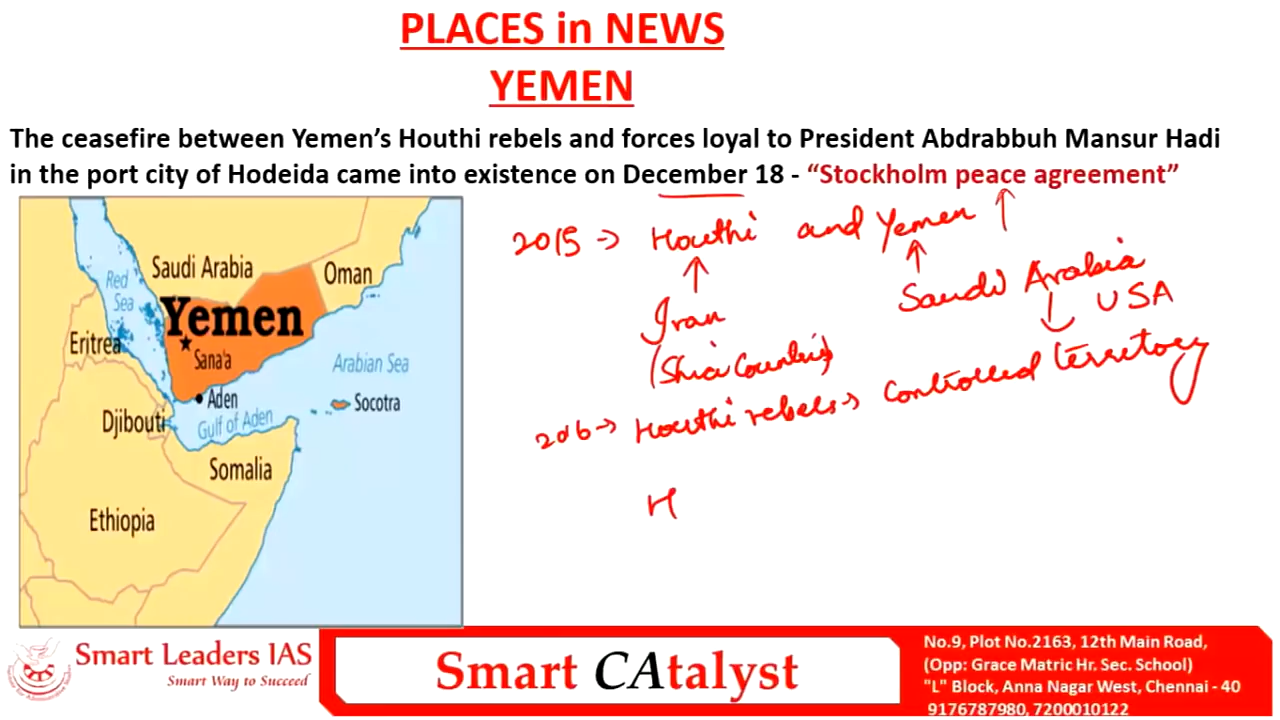 PLACES in NEWS
YEMEN
The ceasefire between Yemen's Houthi rebels and forces loyal to President Abdrabbuh Mansur Hadi
in the port city of Hodeida came into existence on December 18 - “Stockholm peace agreement”
Saudi Arabia
Oman
Red
Sea
Yemen
Eritrea
Sana'a
Arabian Sea
Aden
Socotra
Djibouti
Gulf of Aden
Somalia
Ethiopia
2015 → Houthi and Yemen
Saudi Arabia
Iran
USA
(Shia Countries)
2016 → Houthi rebels → controlled territory
H
Smart Leaders IAS
Smart Way to Succeed
Smart CAtalyst
No.9, Plot No.2163, 12th Main Road,
(Opp: Grace Matric Hr. Sec. School)
"L" Block, Anna Nagar West, Chennai - 40
9176787980, 7200010122